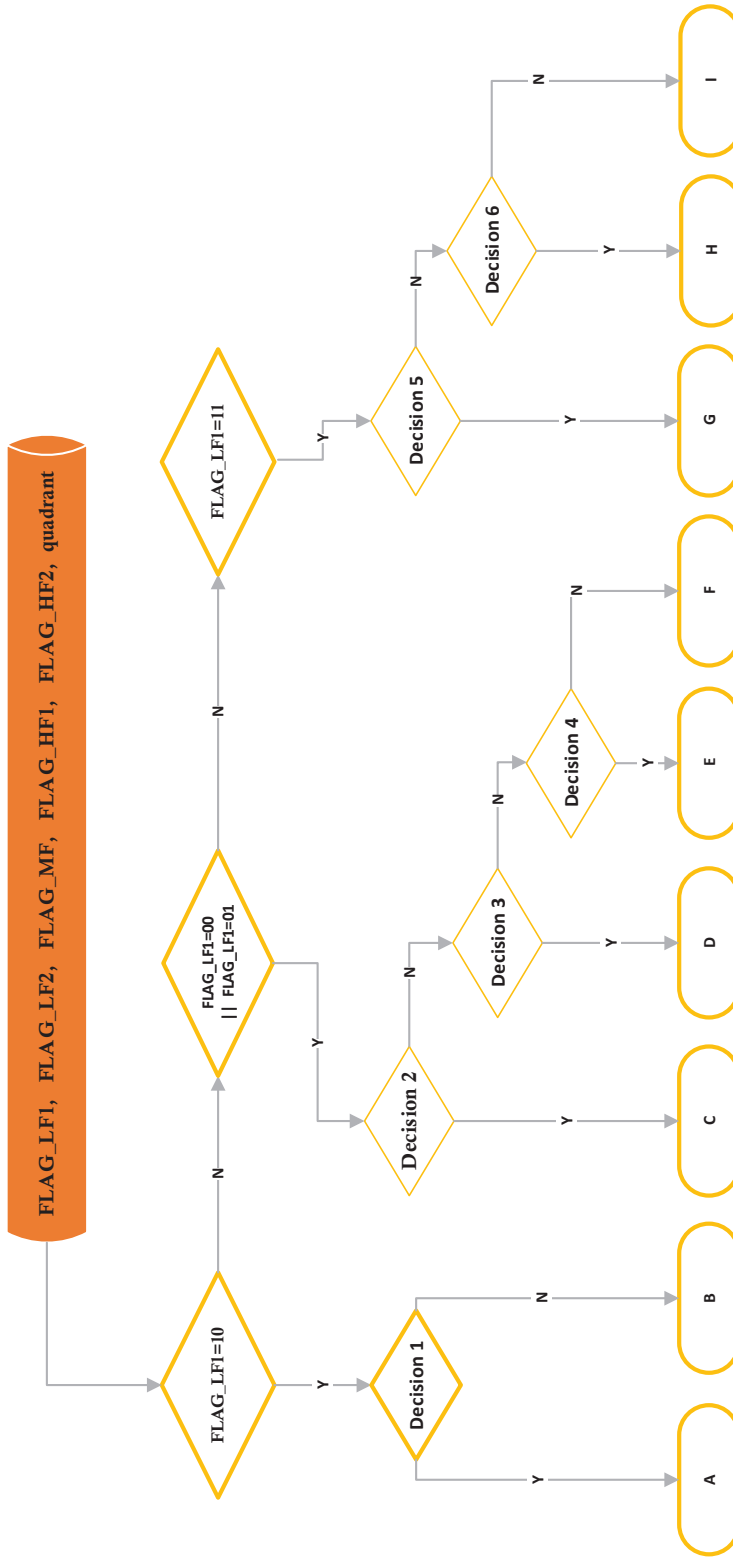 FLAG_LF1, FLAG_LF2, FLAG_MF, FLAG_HF1, FLAG_HF2, quadrant
FLAG_LF1=10
N
FLAG_LF1=00
|| FLAG_LF1=01
N
FLAG_LF1=11
Y
Y
Y
Decision 1
Decision 2
N
Decision 3
N
Decision 4
N
Decision 5
N
Decision 6
N
Y
N
Y
Y
Y
Y
Y
A
B
C
D
E
F
G
H
I